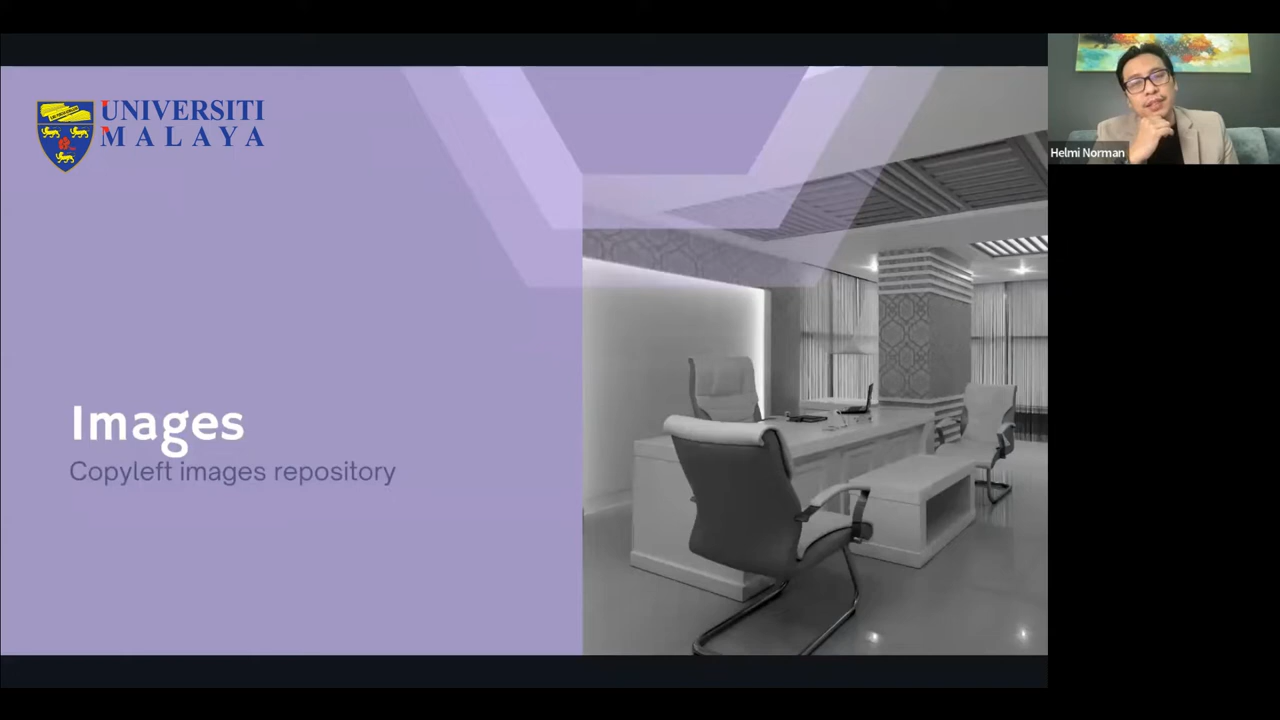 UNIVERSITI
MALAYA
Images
Copyleft images repository
Helmi Norman